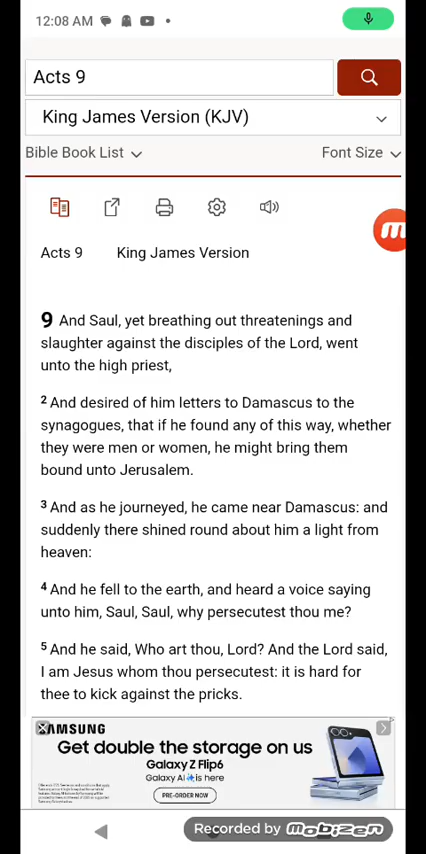 12:08 AM
Acts 9
King James Version (KJV)
Bible Book List
Font Size
Acts 9 King James Version
9 And Saul, yet breathing out threatenings and
slaughter against the disciples of the Lord, went
unto the high priest,
2 And desired of him letters to Damascus to the
synagogues, that if he found any of this way, whether
they were men or women, he might bring them
bound unto Jerusalem.
3 And as he journeyed, he came near Damascus: and
suddenly there shined round about him a light from
heaven:
4 And he fell to the earth, and heard a voice saying
unto him, Saul, Saul, why persecutest thou me?
5 And he said, Who art thou, Lord? And the Lord said,
I am Jesus whom thou persecutest: it is hard for
thee to kick against the pricks.
SAMSUNG
Get double the storage on us
Galaxy Z Flip6
Galaxy AI is here
PRE-ORDER NOW
Recorded by mobizen